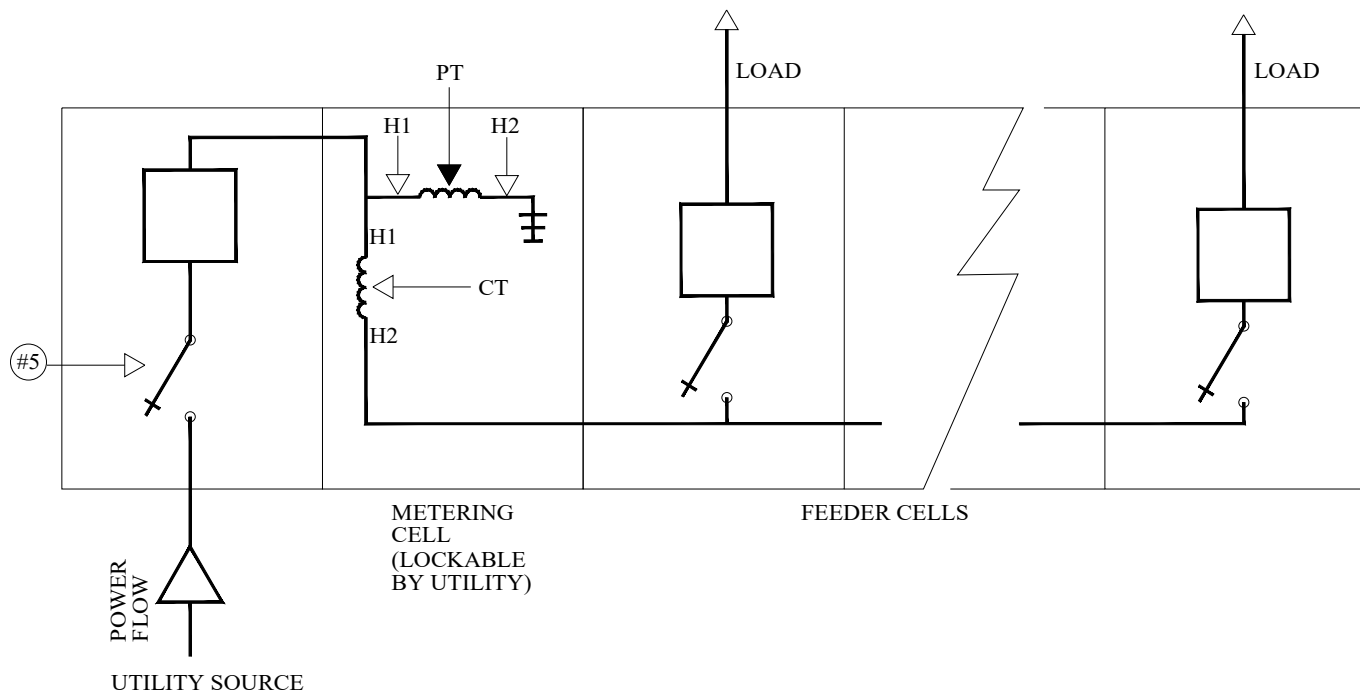 LOAD
LOAD
PT
H1
H2
H1
CT
H2
#5
METERING
CELL
(LOCKABLE
BY UTILITY)
FEEDER CELLS
POWER
FLOW
UTILITY SOURCE